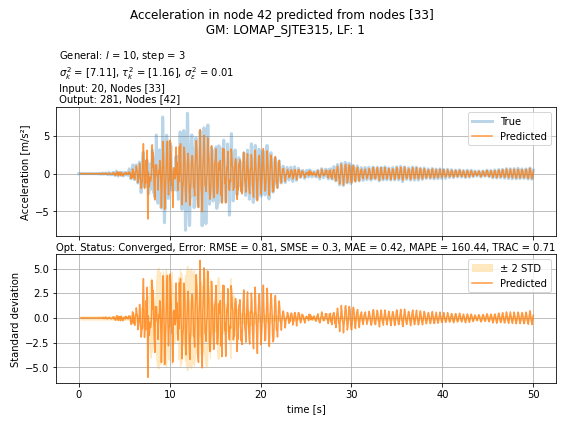 Acceleration in node 42 predicted from nodes [33]
GM: LOMAP_SJTE315, LF: 1
General: l = 10, step = 3
σ²ₖ = [7.11], τ²ₖ = [1.16], σ²ᵣ = 0.01
Input: 20, Nodes [33]
Output: 281, Nodes [42]
True
Predicted
5
0
−5
Acceleration [m/s²]
Opt. Status: Converged, Error: RMSE = 0.81, SMSE = 0.3, MAE = 0.42, MAPE = 160.44, TRAC = 0.71
± 2 STD
Predicted
5.0
2.5
0.0
−2.5
−5.0
Standard deviation
0 10 20 30 40 50
time [s]